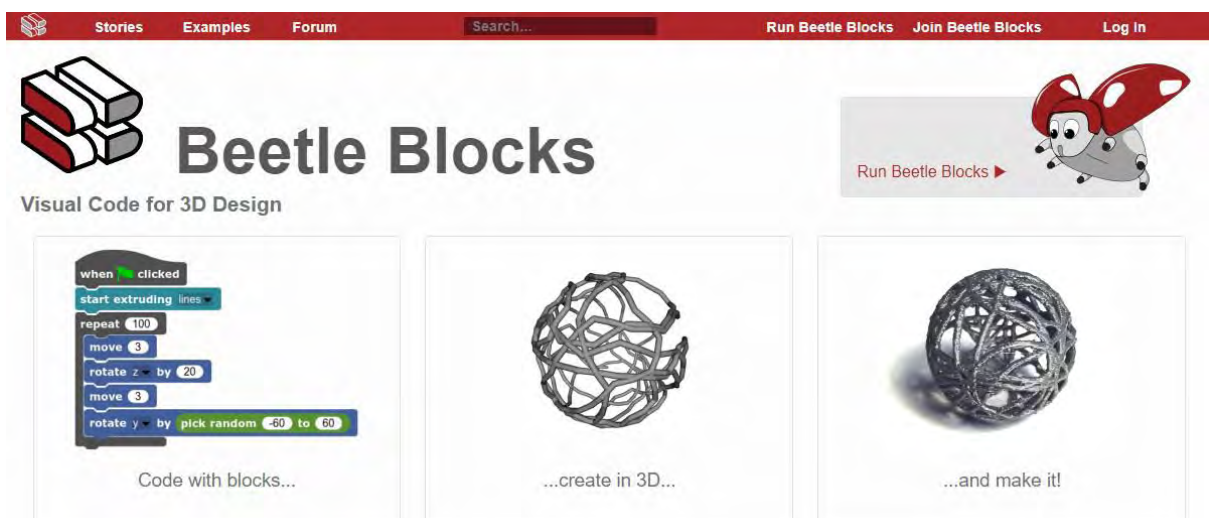 Stories Examples Forum Search... Run Beetle Blocks Join Beetle Blocks Log In
Beetle Blocks
Run Beetle Blocks
Visual Code for 3D Design
when clicked
start extruding lines
repeat 100
move 3
rotate z by 20
move 3
rotate y by pick random -60 to 60
Code with blocks...
...create in 3D...
...and make it!